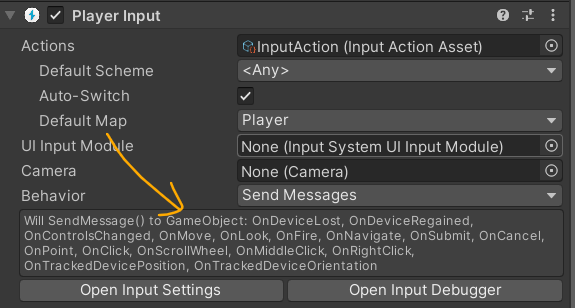 Player Input
Actions InputAction (Input Action Asset)
Default Scheme <Any>
Auto-Switch
Default Map Player
UI Input Module None (Input System UI Input Module)
Camera None (Camera)
Behavior Send Messages
Will SendMessage() to GameObject: OnDeviceLost, OnDeviceRegained,
OnControlsChanged, OnMove, OnLook, OnFire, OnNavigate, OnSubmit, OnCancel,
OnPoint, OnClick, OnScrollWheel, OnMiddleClick, OnRightClick,
OnTrackedDevicePosition, OnTrackedDeviceOrientation
Open Input Settings Open Input Debugger